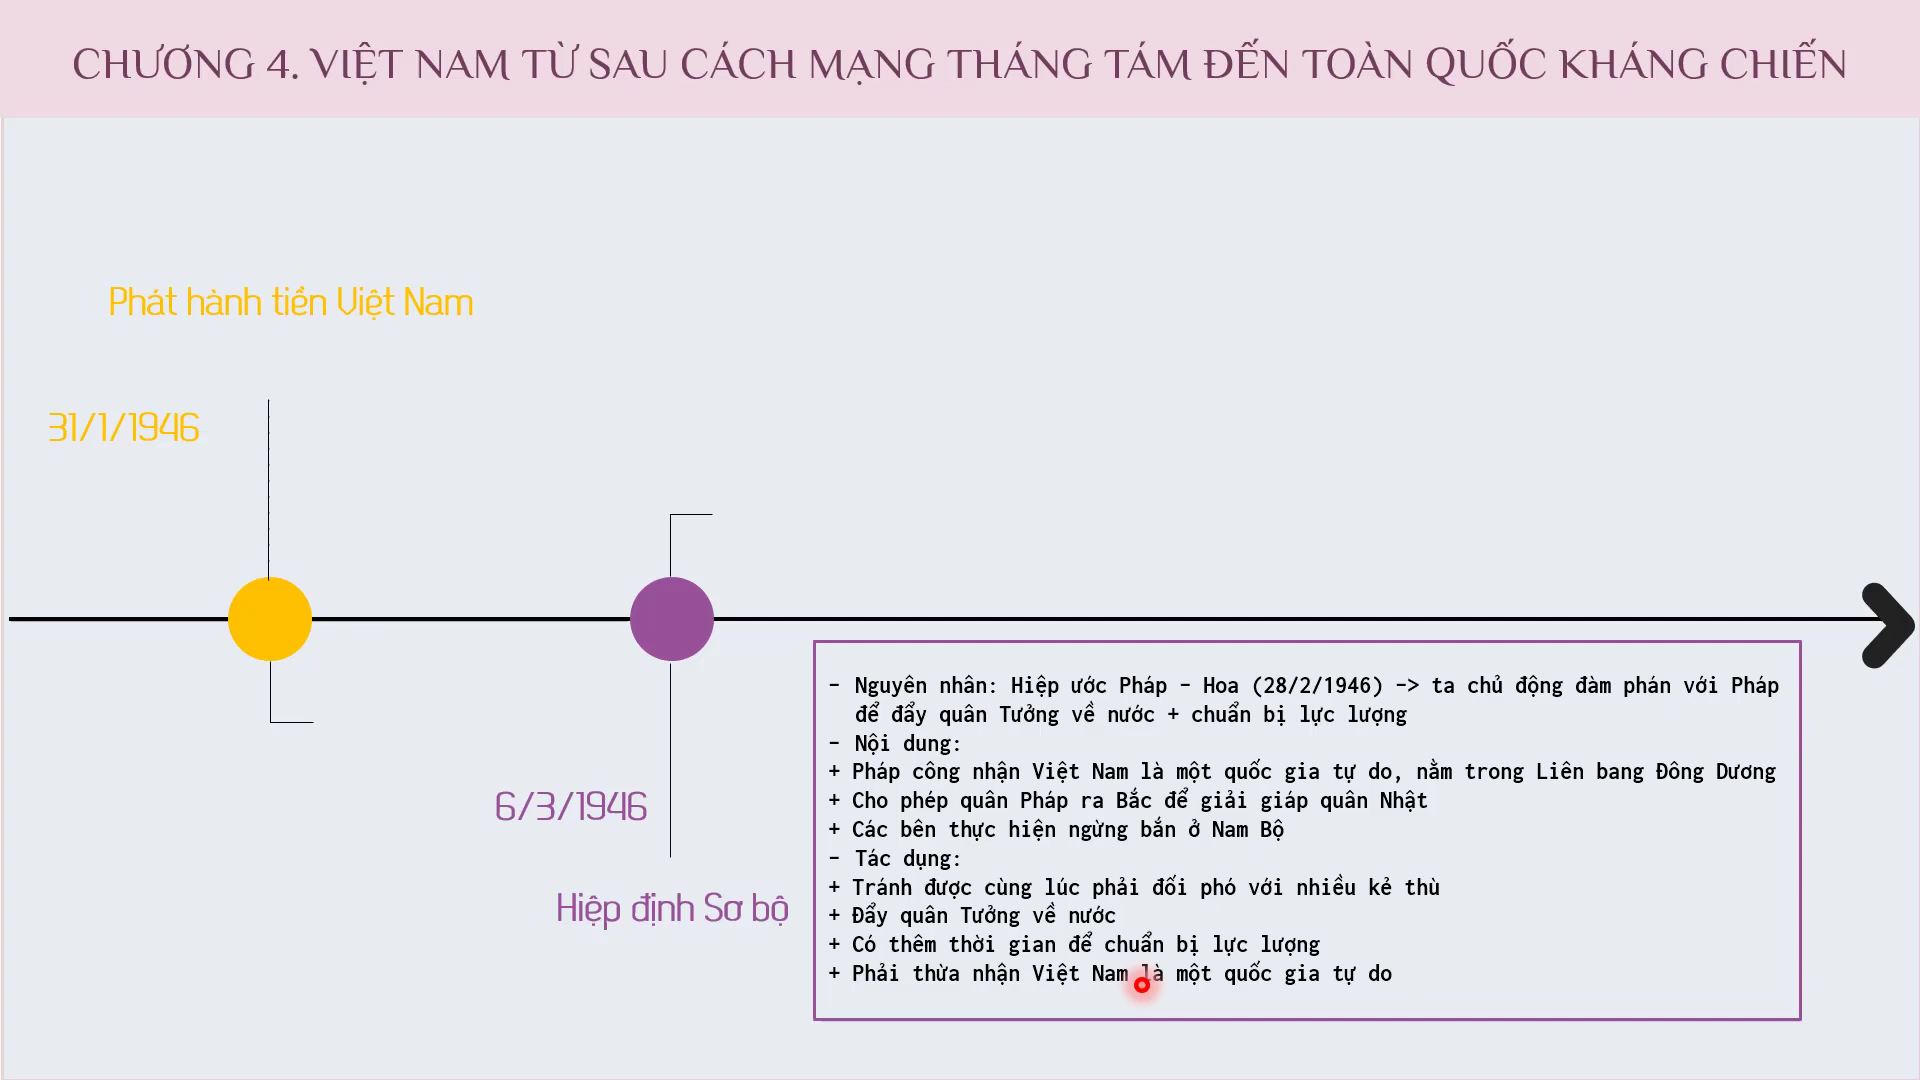 CHƯƠNG 4. VIỆT NAM TỪ SAU CÁCH MẠNG THÁNG TÁM ĐẾN TOÀN QUỐC KHÁNG CHIẾN
Phát hành tiền Việt Nam
31/1/1946
6/3/1946
Hiệp định Sơ bộ
- Nguyên nhân: Hiệp ước Pháp - Hoa (28/2/1946) -> ta chủ động đàm phán với Pháp
để đẩy quân Tưởng về nước + chuẩn bị lực lượng
- Nội dung:
+ Pháp công nhận Việt Nam là một quốc gia tự do, nằm trong Liên bang Đông Dương
+ Cho phép quân Pháp ra Bắc để giải giáp quân Nhật
+ Các bên thực hiện ngừng bắn ở Nam Bộ
- Tác dụng:
+ Tránh được cùng lúc phải đối phó với nhiều kẻ thù
+ Đẩy quân Tưởng về nước
+ Có thêm thời gian để chuẩn bị lực lượng
+ Phải thừa nhận Việt Nam là một quốc gia tự do